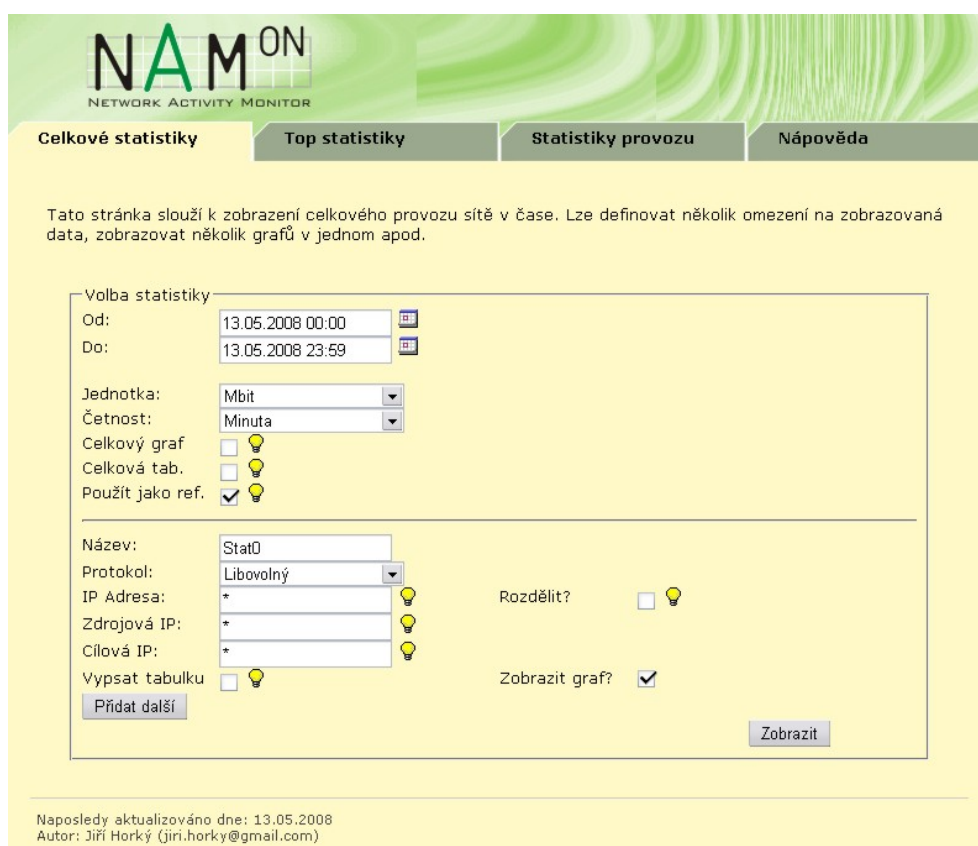 NAMON
NETWORK ACTIVITY MONITOR
Celkové statistiky Top statistiky Statistiky provozu Nápověda
Tato stránka slouží k zobrazení celkového provozu sítě v čase. Lze definovat několik omezení na zobrazovaná
data, zobrazovat několik grafů v jednom apod.
Volba statistiky
Od: 13.05.2008 00:00
Do: 13.05.2008 23:59
Jednotka: Mbit
Četnost: Minuta
Celkový graf
Celková tab.
Použít jako ref.
Název: Stat0
Protokol: Libovolný
IP Adresa: * Rozdělit?
Zdrojová IP: *
Cílová IP: *
Vypsat tabulku Zobrazit graf?
Přidat další
Zobrazit
Naposledy aktualizováno dne: 13.05.2008
Autor: Jiří Horký (jiri.horky@gmail.com)